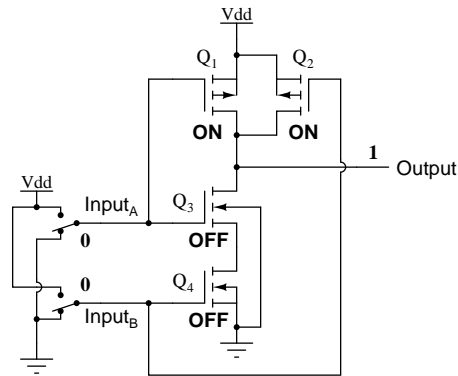 Vdd
Q1 Q2
ON ON
1 Output
Vdd
InputA
Q3
0
OFF
0
Q4
InputB
OFF